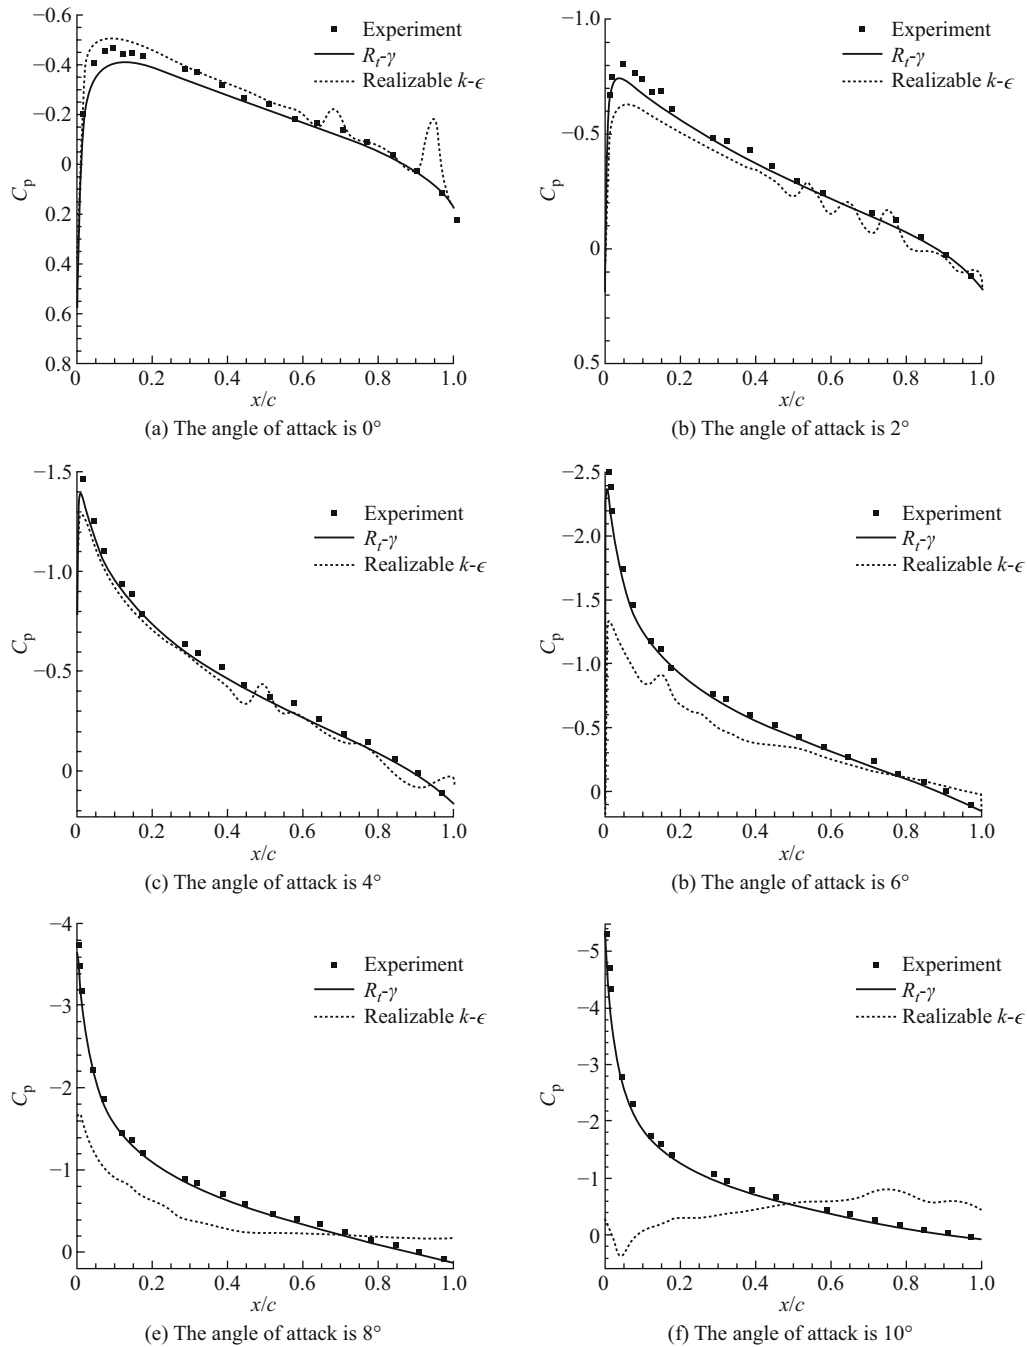 −0.6
−0.4
−0.2
0
0.2
0.4
0.6
0.8
C_p
Experiment
R_t-γ
Realizable k-ϵ
0 0.2 0.4 0.6 0.8 1.0
x/c
(a) The angle of attack is 0°
−1.0
−0.5
0
0.5
C_p
Experiment
R_t-γ
Realizable k-ϵ
0 0.2 0.4 0.6 0.8 1.0
x/c
(b) The angle of attack is 2°
−1.5
−1.0
−0.5
0
C_p
Experiment
R_t-γ
Realizable k-ϵ
0 0.2 0.4 0.6 0.8 1.0
x/c
(c) The angle of attack is 4°
−2.5
−2.0
−1.5
−1.0
−0.5
0
C_p
Experiment
R_t-γ
Realizable k-ϵ
0 0.2 0.4 0.6 0.8 1.0
x/c
(b) The angle of attack is 6°
−4
−3
−2
−1
0
C_p
Experiment
R_t-γ
Realizable k-ϵ
0 0.2 0.4 0.6 0.8 1.0
x/c
(e) The angle of attack is 8°
−5
−4
−3
−2
−1
0
C_p
Experiment
R_t-γ
Realizable k-ϵ
0 0.2 0.4 0.6 0.8 1.0
x/c
(f) The angle of attack is 10°